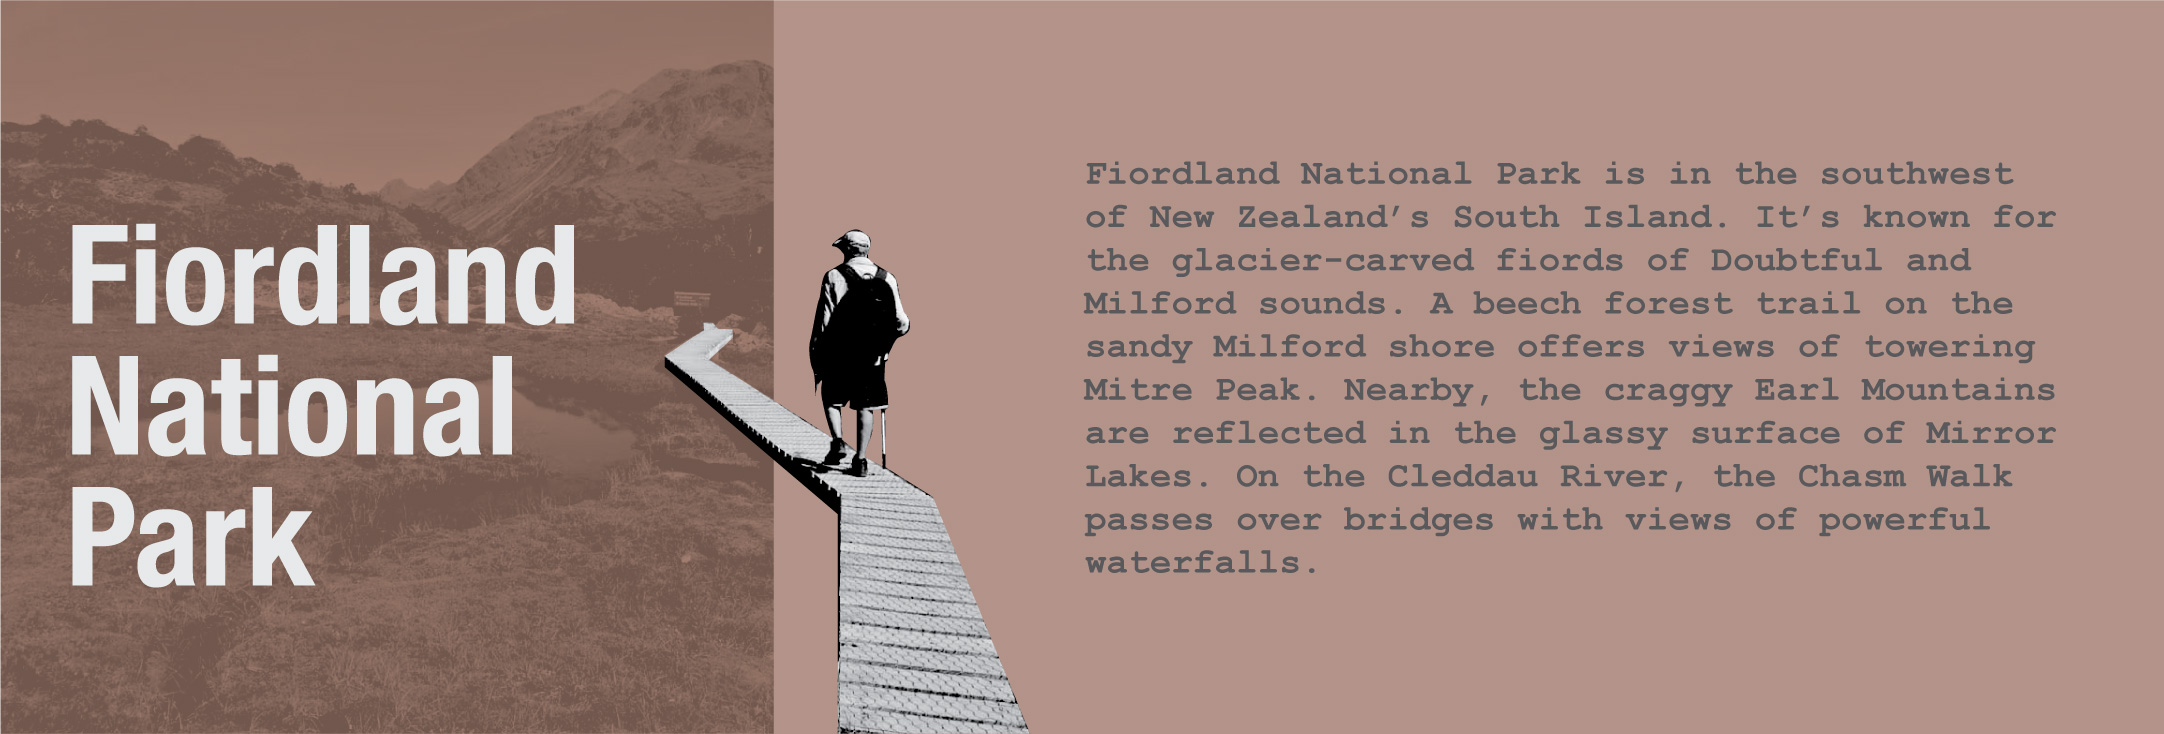 Fiordland
National
Park
Fiordland National Park is in the southwest
of New Zealand’s South Island. It’s known for
the glacier-carved fiords of Doubtful and
Milford sounds. A beech forest trail on the
sandy Milford shore offers views of towering
Mitre Peak. Nearby, the craggy Earl Mountains
are reflected in the glassy surface of Mirror
Lakes. On the Cleddau River, the Chasm Walk
passes over bridges with views of powerful
waterfalls.